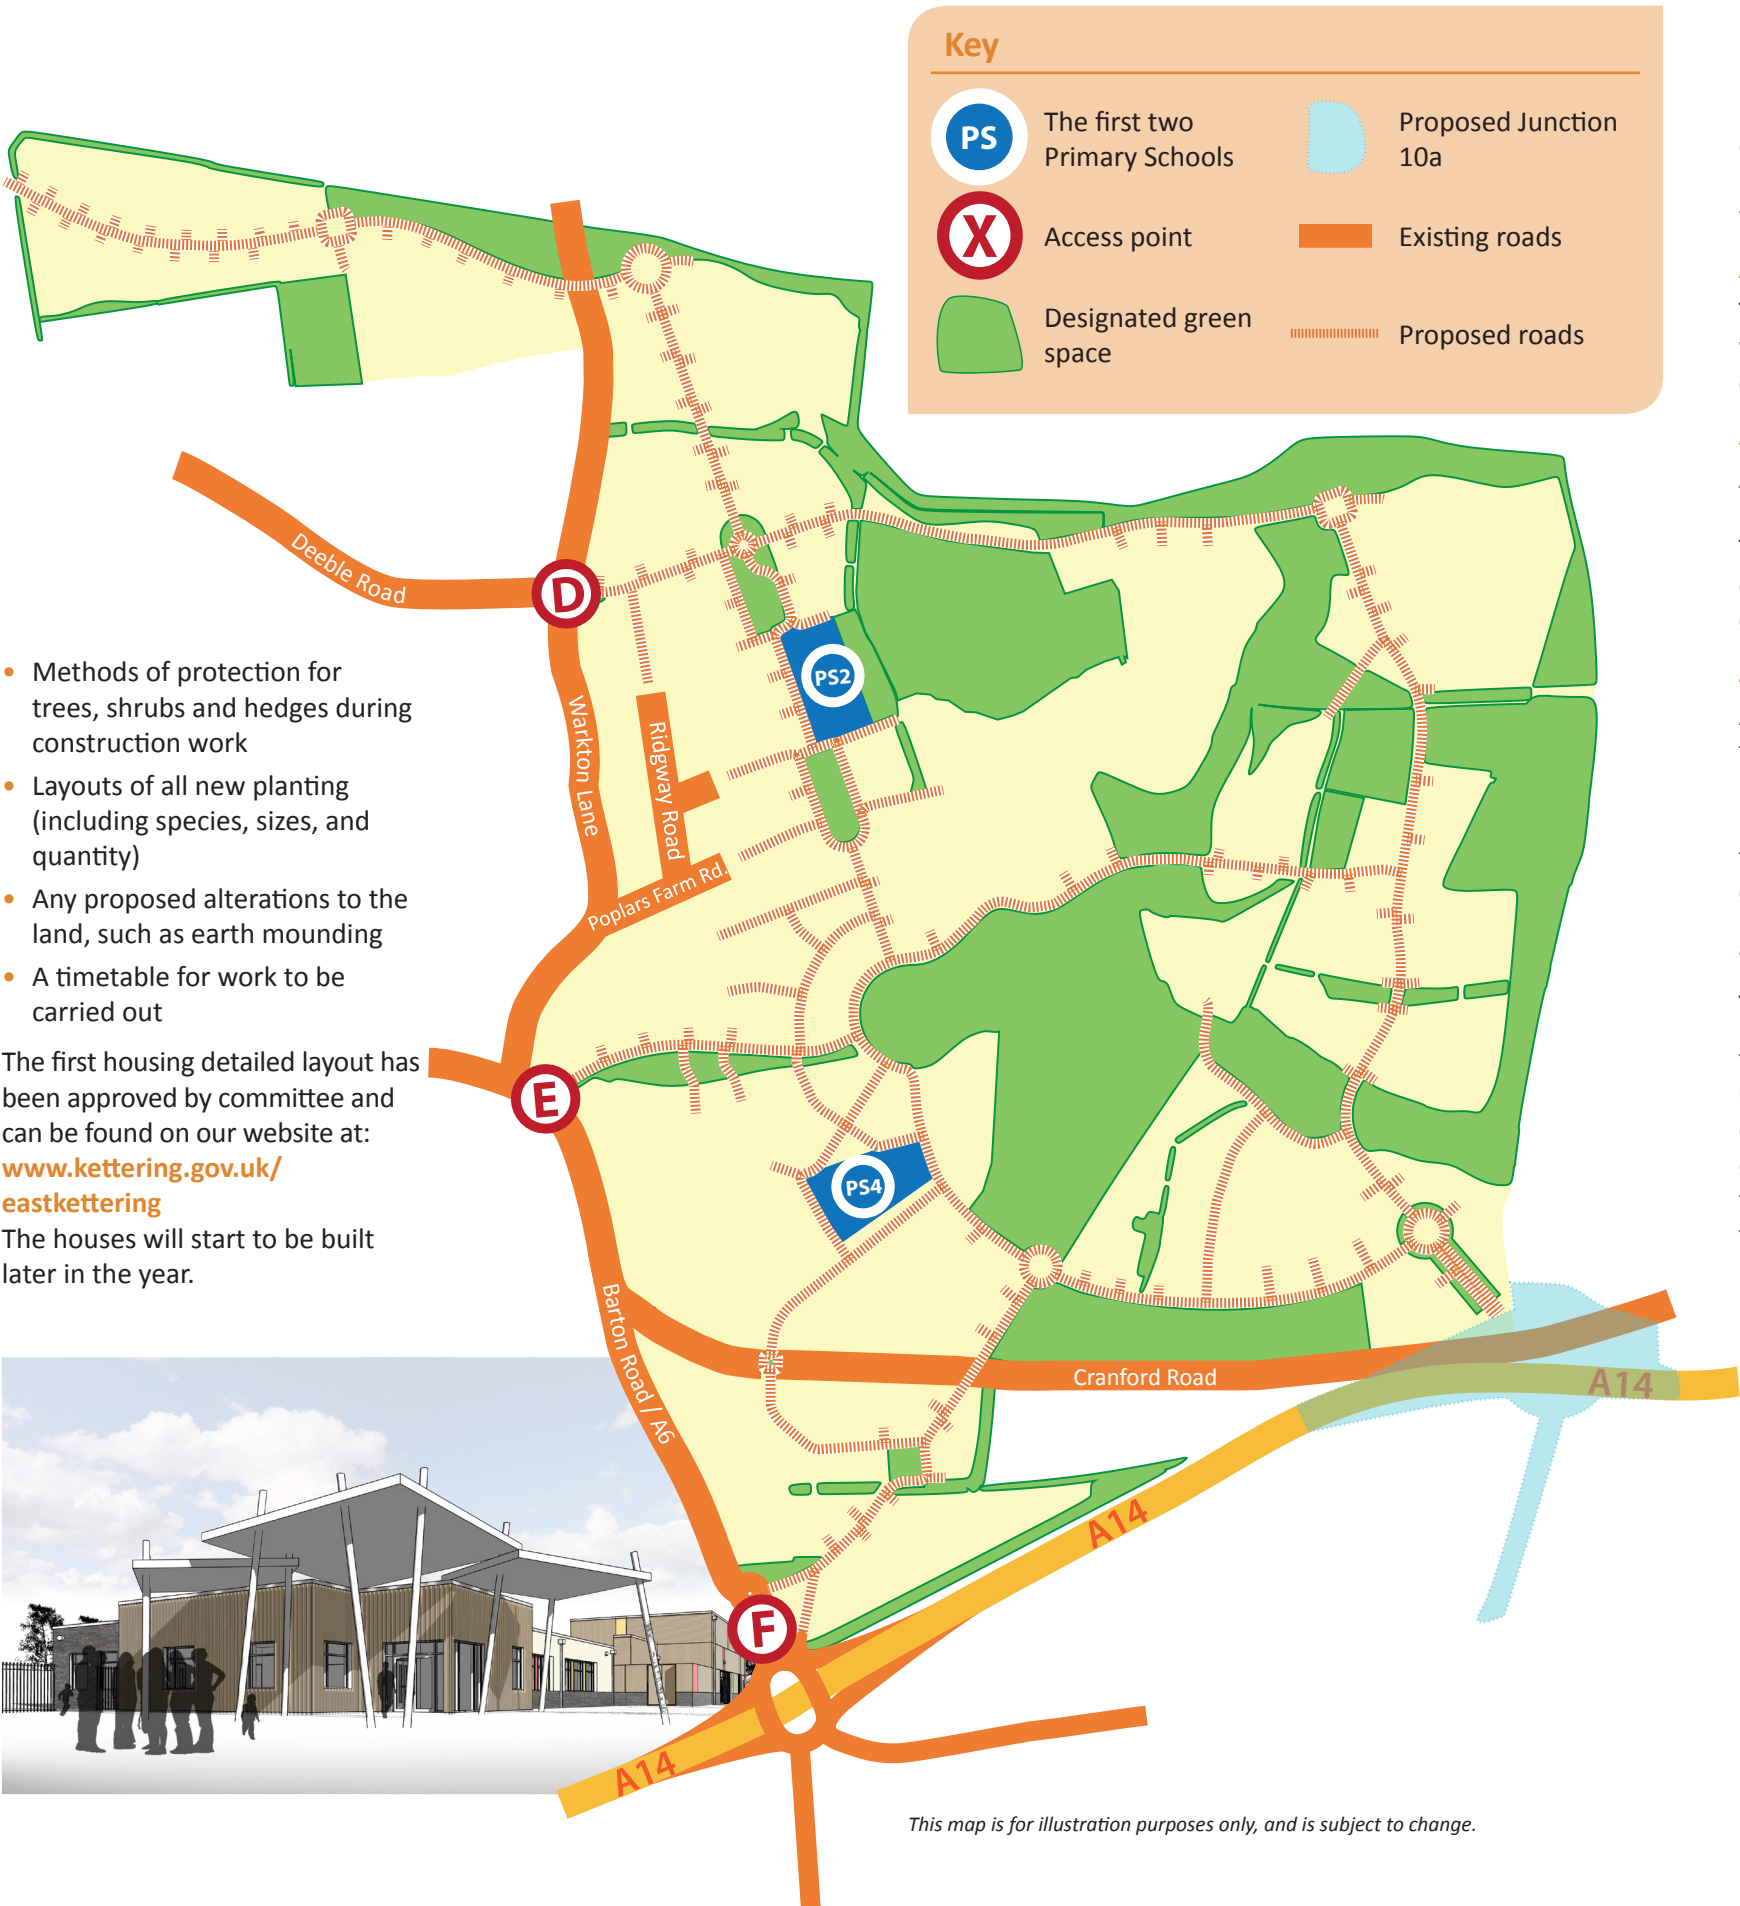 Key
PS
The first two
Primary Schools
Proposed Junction
10a
X
Access point
Existing roads
Designated green
space
Proposed roads
Deeble Road
D
PS2
Warkton Lane
Ridgway Road
Poplars Farm Rd.
• Methods of protection for
trees, shrubs and hedges during
construction work
• Layouts of all new planting
(including species, sizes, and
quantity)
• Any proposed alterations to the
land, such as earth mounding
• A timetable for work to be
carried out
The first housing detailed layout has
been approved by committee and
can be found on our website at:
www.kettering.gov.uk/
eastkettering
The houses will start to be built
later in the year.
E
PS4
Barton Road / A6
Cranford Road
A14
A14
F
A14
This map is for illustration purposes only, and is subject to change.